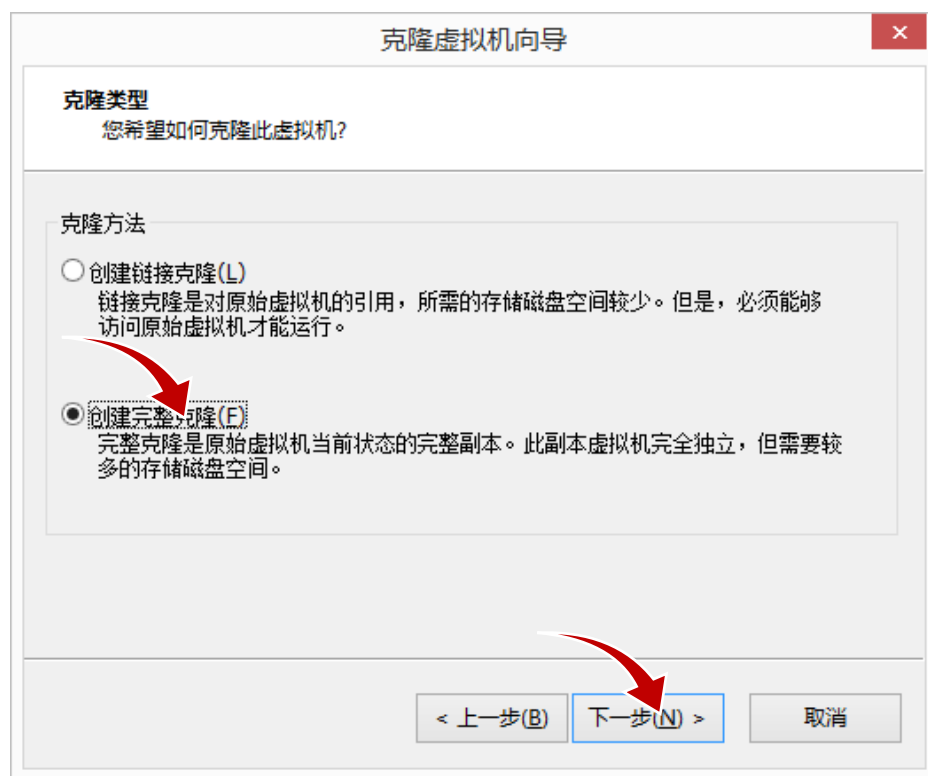 克隆虚拟机向导
×
克隆类型
您希望如何克隆此虚拟机?
克隆方法
创建链接克隆(L)
链接克隆是对原始虚拟机的引用，所需的存储磁盘空间较少。但是，必须能够
访问原始虚拟机才能运行。
创建完整克隆(F)
完整克隆是原始虚拟机当前状态的完整副本。此副本虚拟机完全独立，但需要较
多的存储磁盘空间。
< 上一步(B) 下一步(N) > 取消